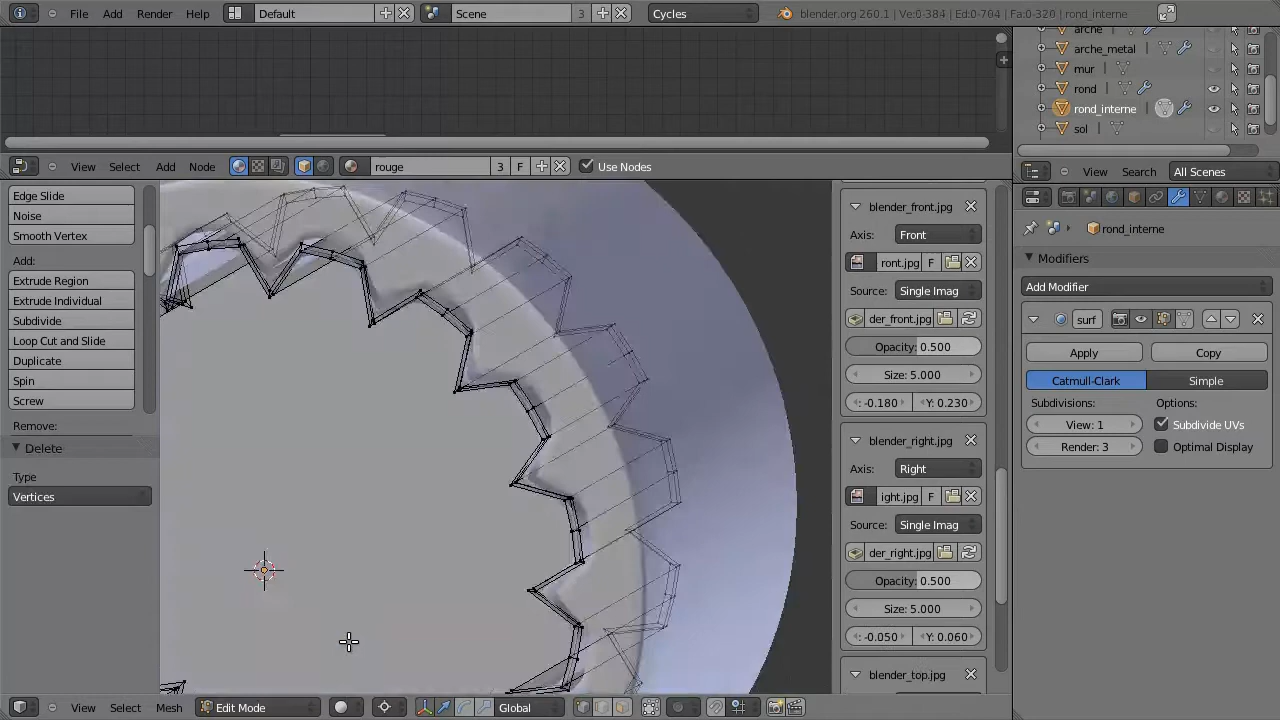 File Add Render Help Default Scene 3 Cycles blender.org 260.1 | Ve:0-384 | Ed:0-704 | Fa:0-320 | rond_interne
arche
arche_metal
mur
rond
rond_interne
sol
View Select Add Node rouge 3 F Use Nodes
View Search All Scenes
Edge Slide
Noise
Smooth Vertex
Add:
Extrude Region
Extrude Individual
Subdivide
Loop Cut and Slide
Duplicate
Spin
Screw
Remove:
Delete
Type
Vertices
blender_front.jpg
Axis: Front
ront.jpg F
Source: Single Imag
der_front.jpg
Opacity: 0.500
Size: 5.000
: -0.180 Y: 0.230
blender_right.jpg
Axis: Right
ight.jpg F
Source: Single Imag
der_right.jpg
Opacity: 0.500
Size: 5.000
: -0.050 Y: 0.060
blender_top.jpg
rond_interne
Modifiers
Add Modifier
surf
Apply Copy
Catmull-Clark Simple
Subdivisions: Options:
View: 1 Subdivide UVs
Render: 3 Optimal Display
View Select Mesh Edit Mode Global